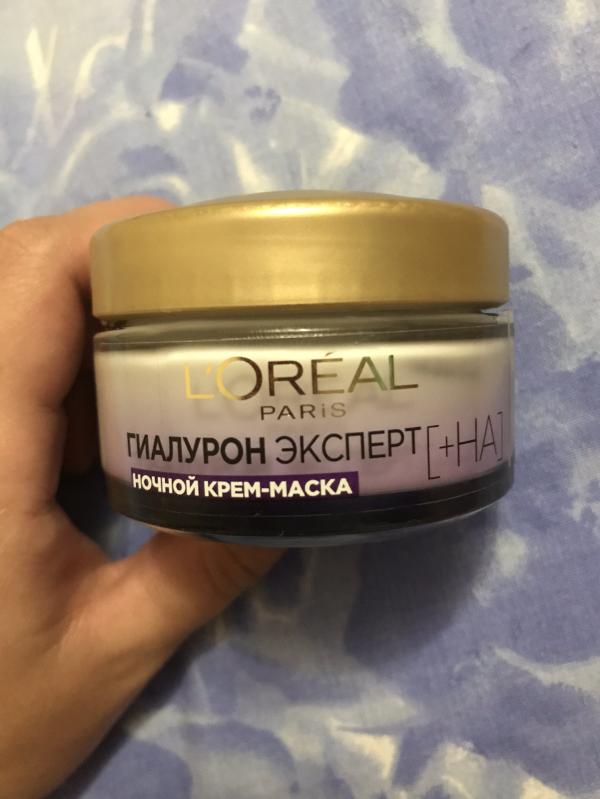 L'ORÉAL
PARiS
ГИАЛУРОН ЭКСПЕРТ [+HA]
НОЧНОЙ КРЕМ-МАСКА